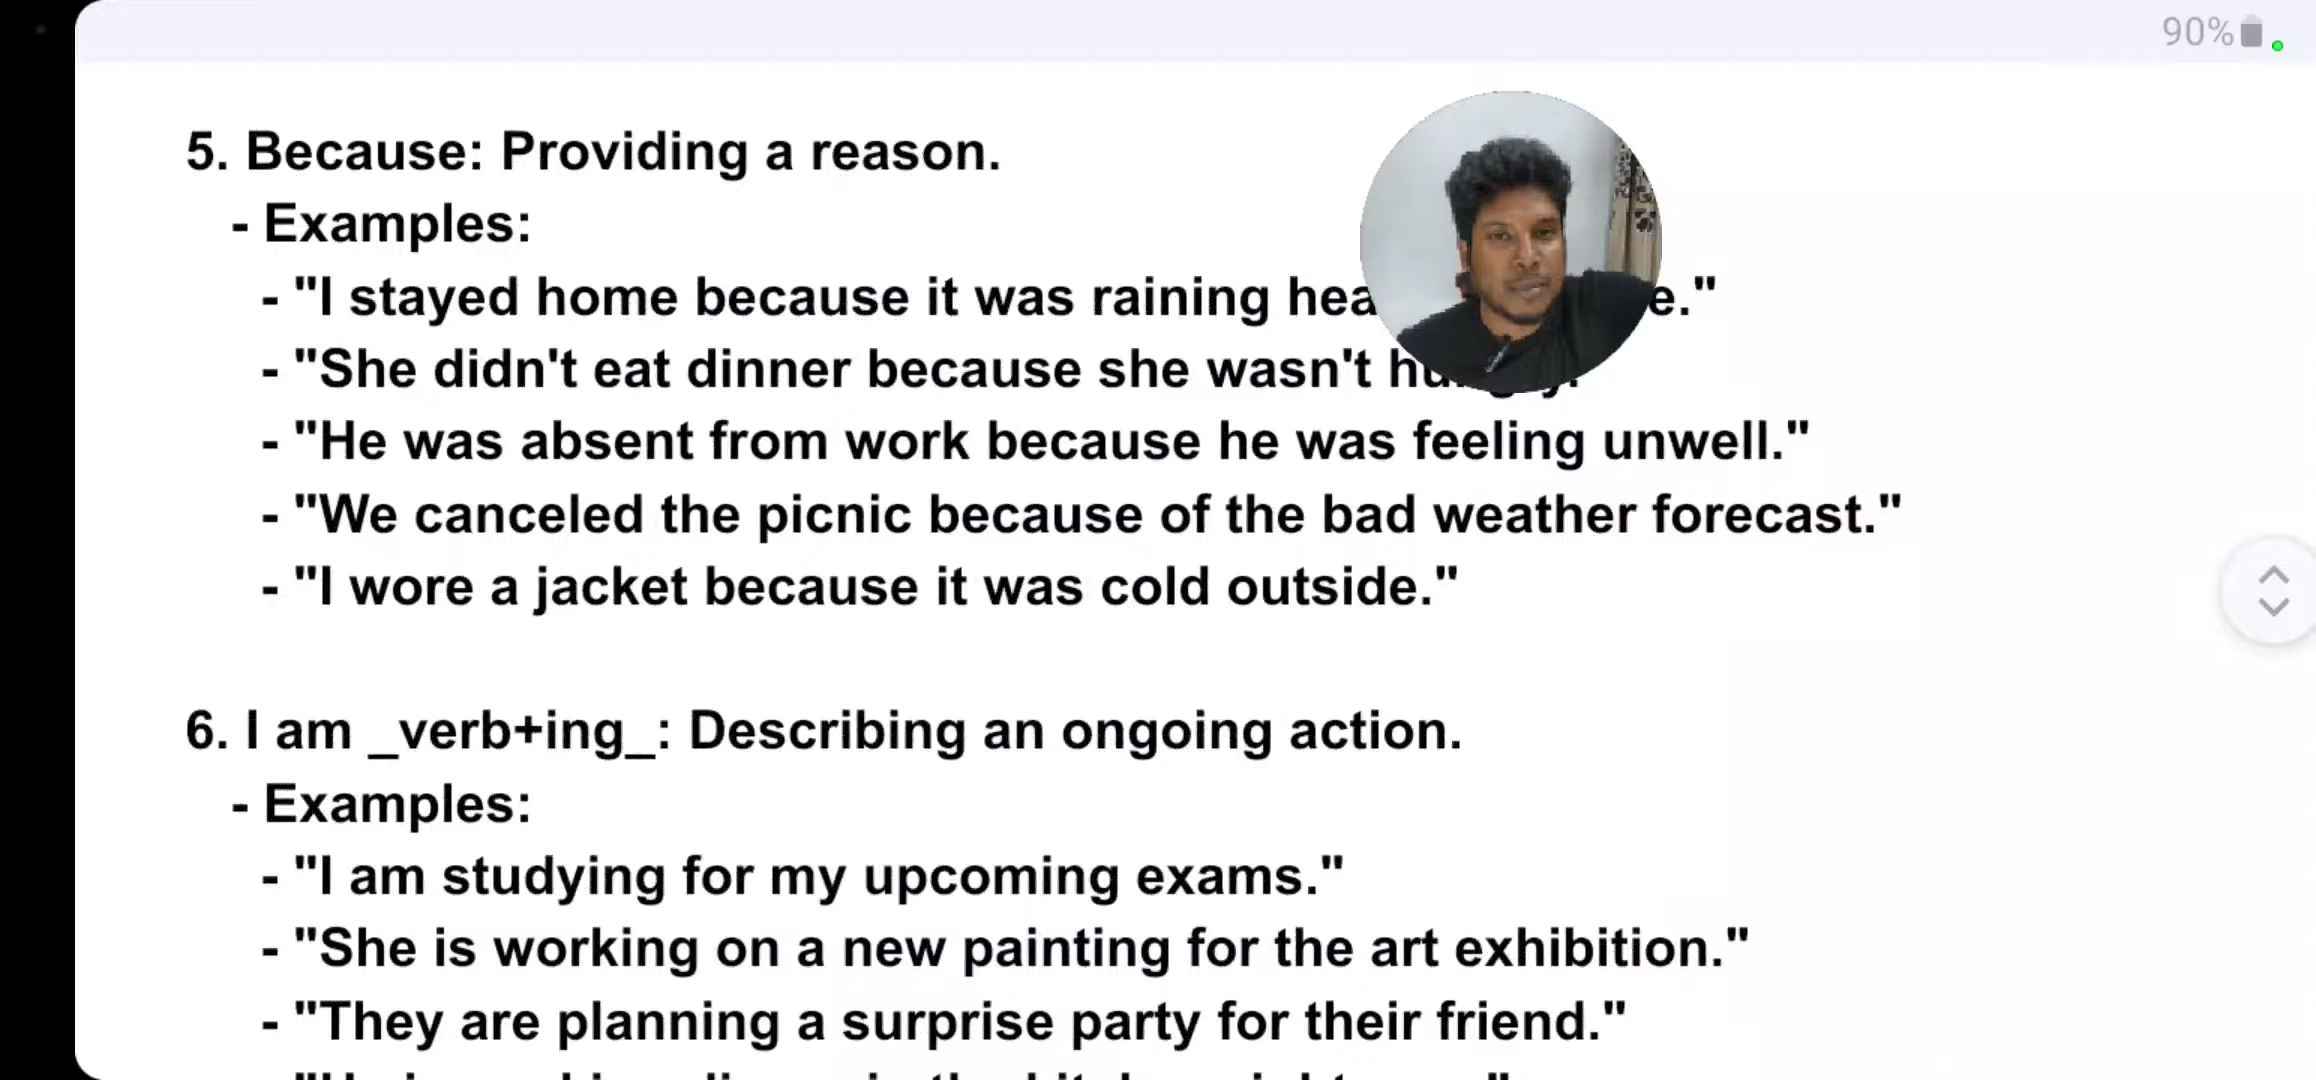 90%
5. Because: Providing a reason.
- Examples:
- "I stayed home because it was raining e."
- "She didn't eat dinner because she wasn't
- "He was absent from work because he was feeling unwell."
- "We canceled the picnic because of the bad weather forecast."
- "I wore a jacket because it was cold outside."
6. I am _verb+ing_: Describing an ongoing action.
- Examples:
- "I am studying for my upcoming exams."
- "She is working on a new painting for the art exhibition."
- "They are planning a surprise party for their friend."